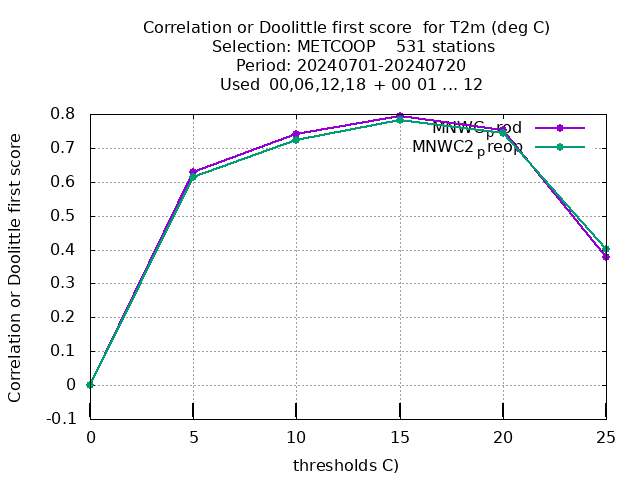 Correlation or Doolittle first score  for T2m (deg C)
Selection: METCOOP    531 stations
Period: 20240701-20240720
Used  00,06,12,18  + 00 01 ... 12
0.8
0.7
0.6
0.5
0.4
0.3
0.2
0.1
0
-0.1
Correlation or Doolittle first score
MNWC_prod
MNWC2_preop
0 5 10 15 20 25
thresholds C)